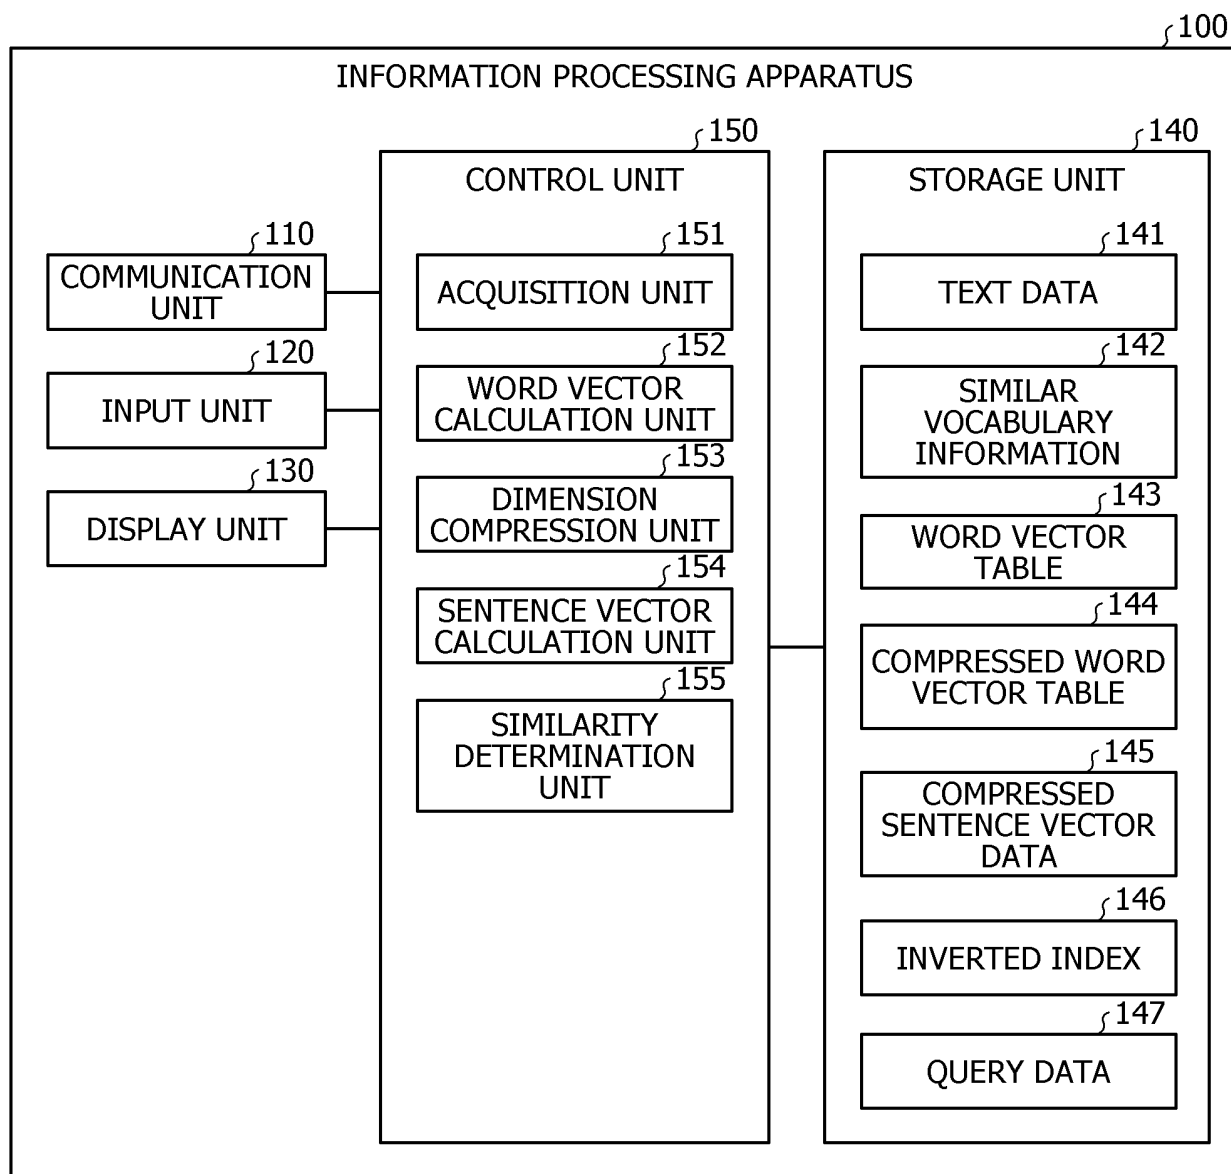 100
INFORMATION PROCESSING APPARATUS
110
COMMUNICATION
UNIT
120
INPUT UNIT
130
DISPLAY UNIT
150
CONTROL UNIT
151
ACQUISITION UNIT
152
WORD VECTOR
CALCULATION UNIT
153
DIMENSION
COMPRESSION UNIT
154
SENTENCE VECTOR
CALCULATION UNIT
155
SIMILARITY
DETERMINATION
UNIT
140
STORAGE UNIT
141
TEXT DATA
142
SIMILAR
VOCABULARY
INFORMATION
143
WORD VECTOR
TABLE
144
COMPRESSED WORD
VECTOR TABLE
145
COMPRESSED
SENTENCE VECTOR
DATA
146
INVERTED INDEX
147
QUERY DATA